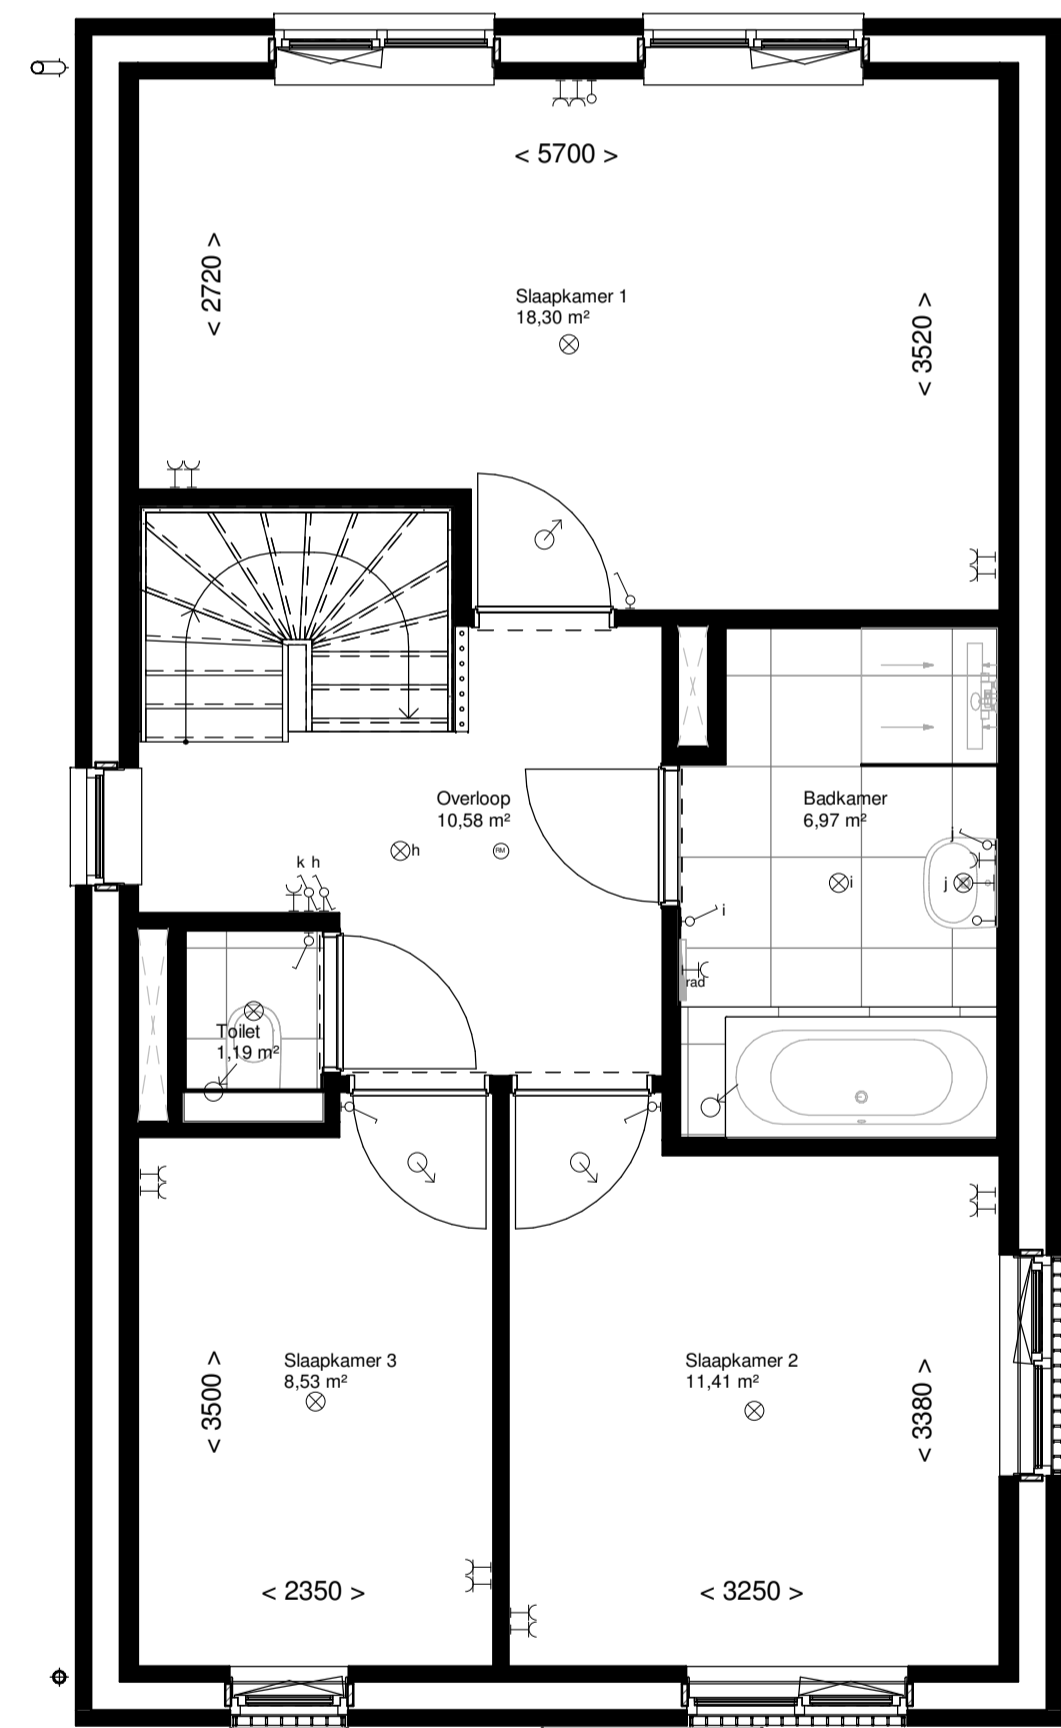 < 5700 >
< 2720 >
Slaapkamer 1
18,30 m²
< 3520 >
Overloop
10,58 m²
h
RM
k h
Badkamer
6,97 m²
j
i
j
i
rad
Toilet
1,19 m²
Slaapkamer 3
8,53 m²
Slaapkamer 2
11,41 m²
< 3500 >
< 3380 >
< 2350 >
< 3250 >